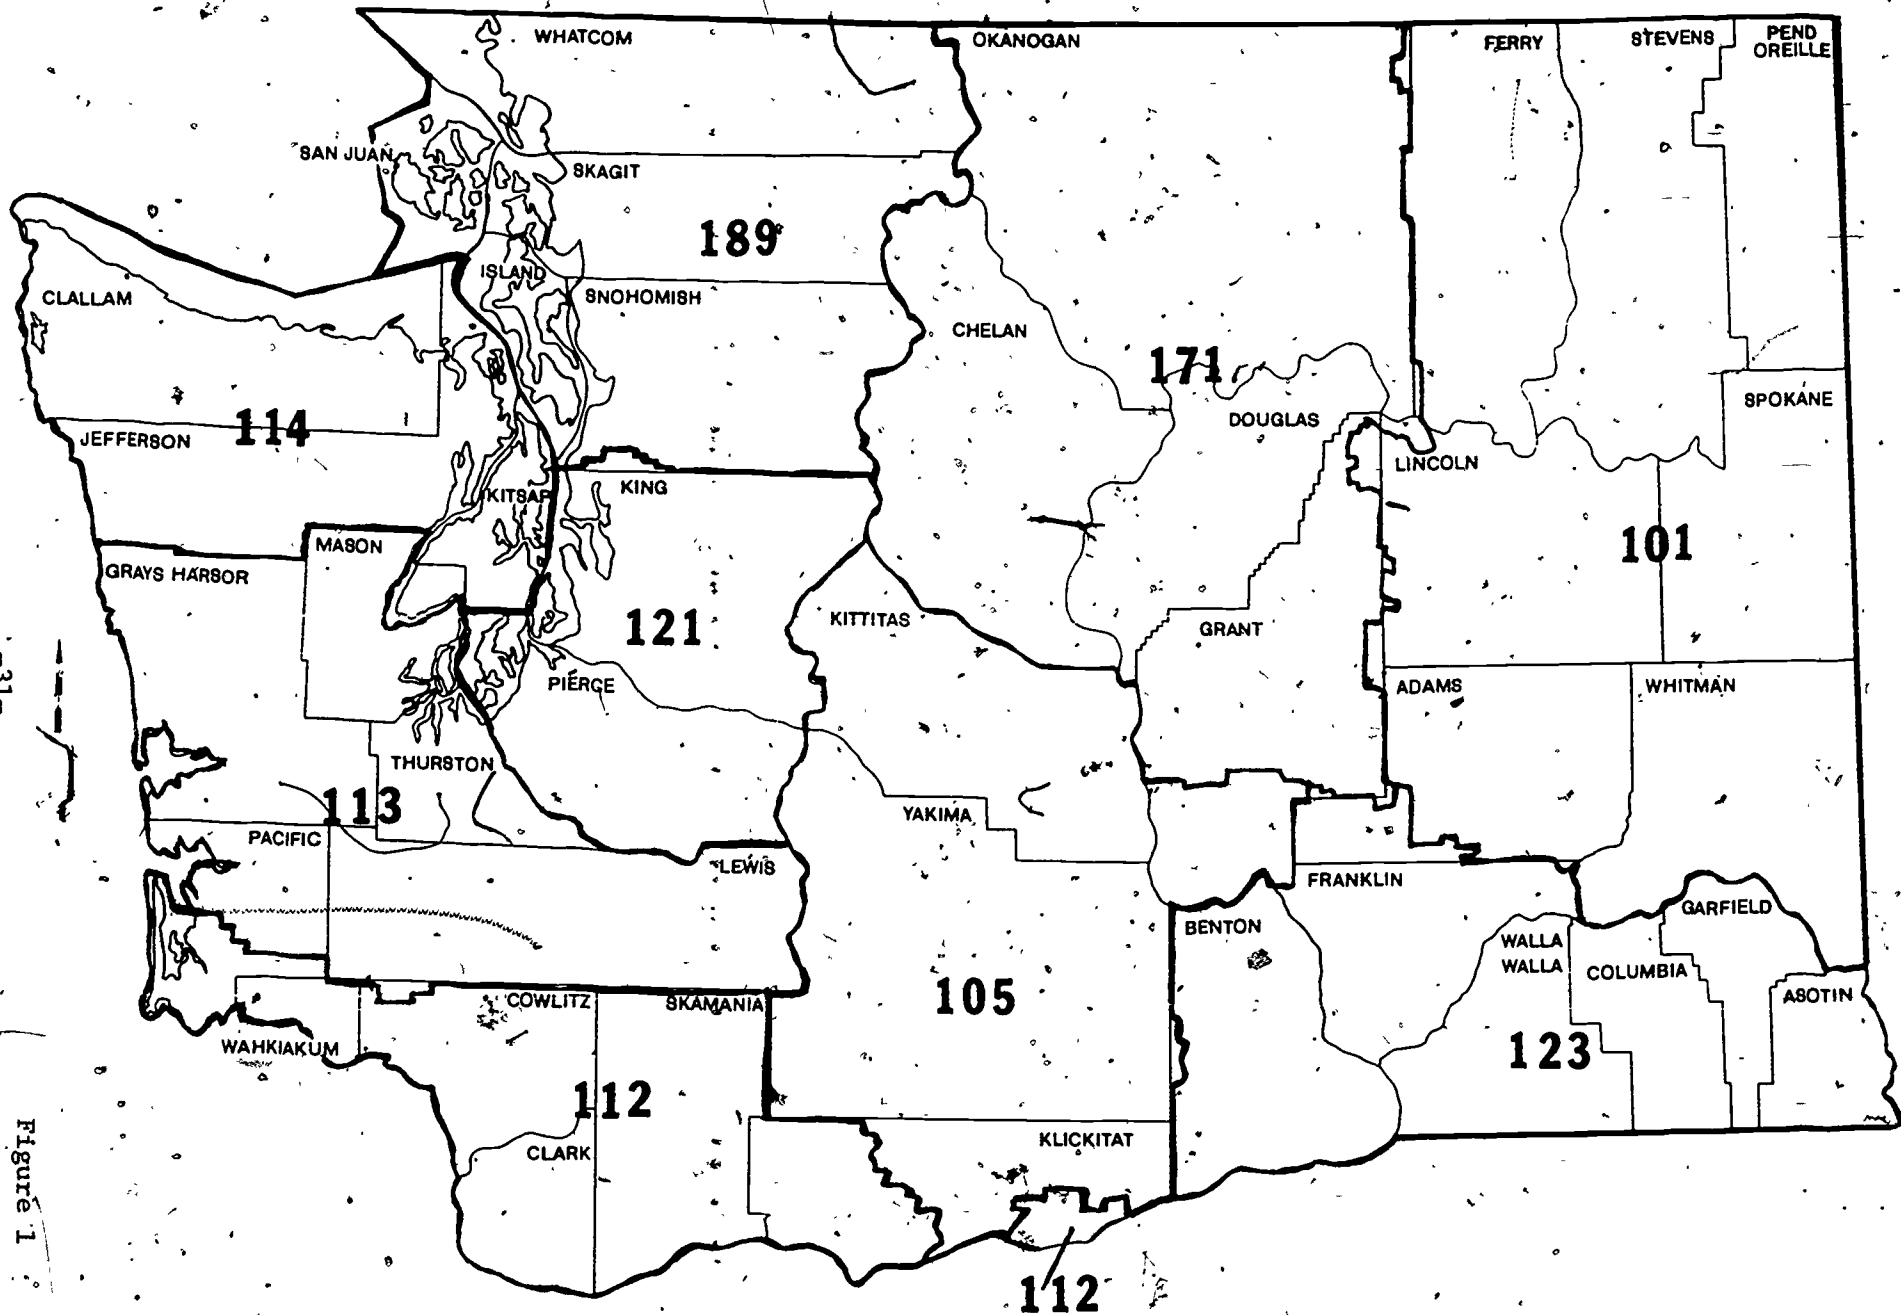 WHATCOM
OKANOGAN
FERRY
STEVENS
PEND
OREILLE
SAN JUAN
SKAGIT
189
ISLAND
CLALLAM
SNOHOMISH
CHELAN
171
SPOKANE
DOUGLAS
JEFFERSON
114
LINCOLN
KITSAP
KING
101
MASON
GRAYS HARBOR
KITTITAS
121
GRANT
PIERCE
ADAMS
WHITMAN
THURSTON
113
YAKIMA
PACIFIC
LEWIS
FRANKLIN
GARFIELD
BENTON
WALLA
WALLA
COLUMBIA
ASOTIN
105
COWLITZ
SKAMANIA
WAHKIAKUM
123
112
KLICKITAT
CLARK
112
-31-
Figure 1